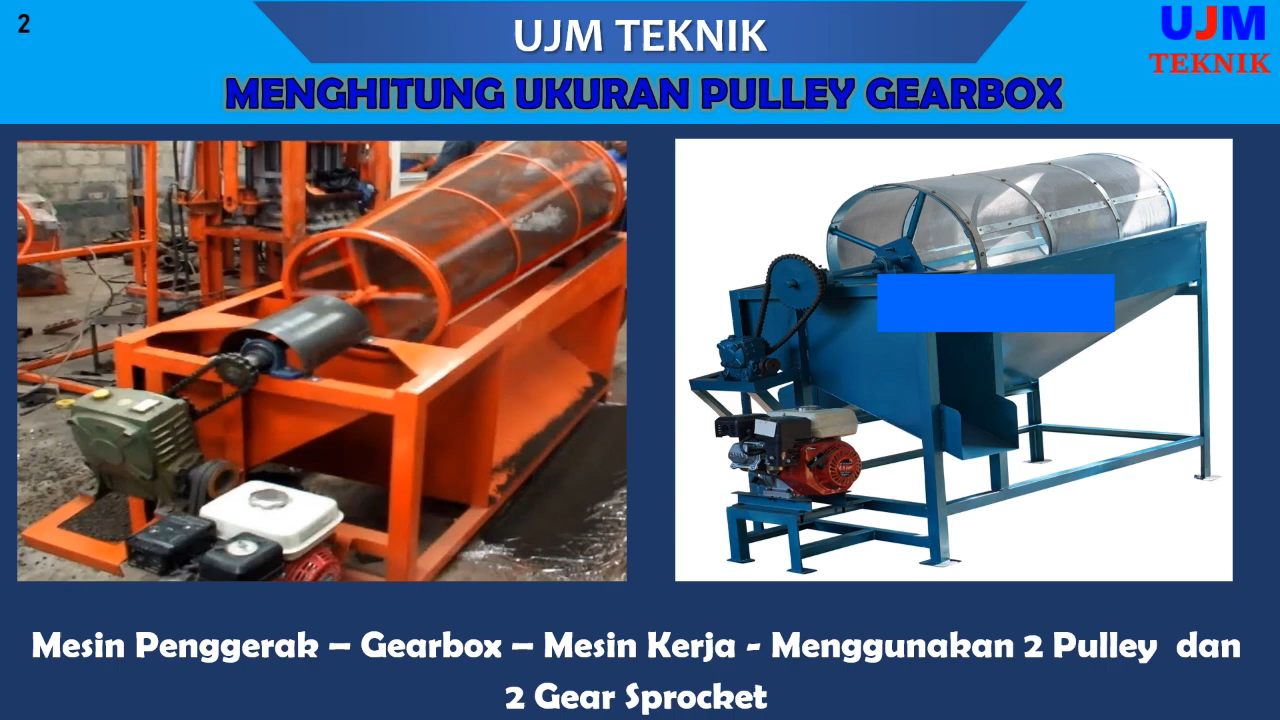 2
UJM TEKNIK
UJM
TEKNIK
MENGHITUNG UKURAN PULLEY GEARBOX
Mesin Penggerak – Gearbox – Mesin Kerja - Menggunakan 2 Pulley dan
2 Gear Sprocket